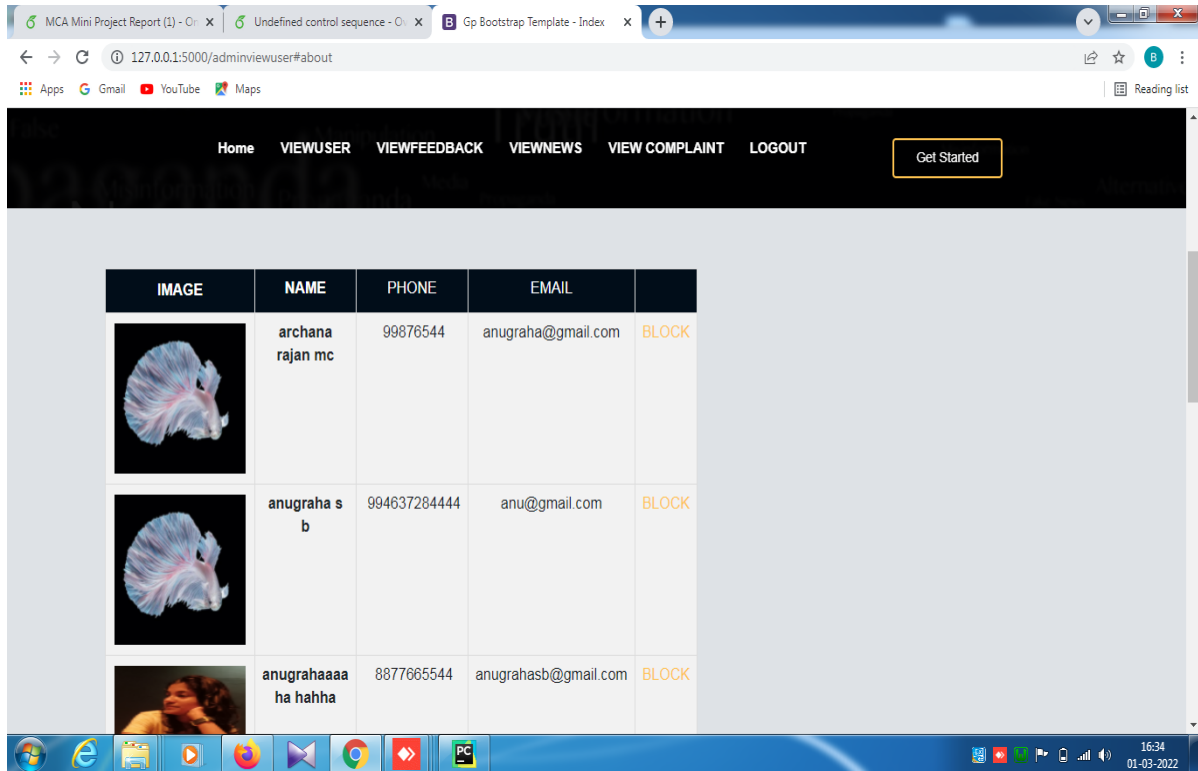 MCA Mini Project Report (1) - On
Undefined control sequence - Ov
B Gp Bootstrap Template - Index
127.0.0.1:5000/adminviewuser#about
B
Apps
Gmail
YouTube
Maps
Reading list
Home VIEWUSER VIEWFEEDBACK VIEWNEWS VIEW COMPLAINT LOGOUT
Get Started
IMAGE NAME PHONE EMAIL
archana 99876544 anugraha@gmail.com BLOCK
rajan mc
anugraha s 994637284444 anu@gmail.com BLOCK
b
anugrahaaaa 8877665544 anugrahasb@gmail.com BLOCK
ha hahha
PC
16:34
01-03-2022